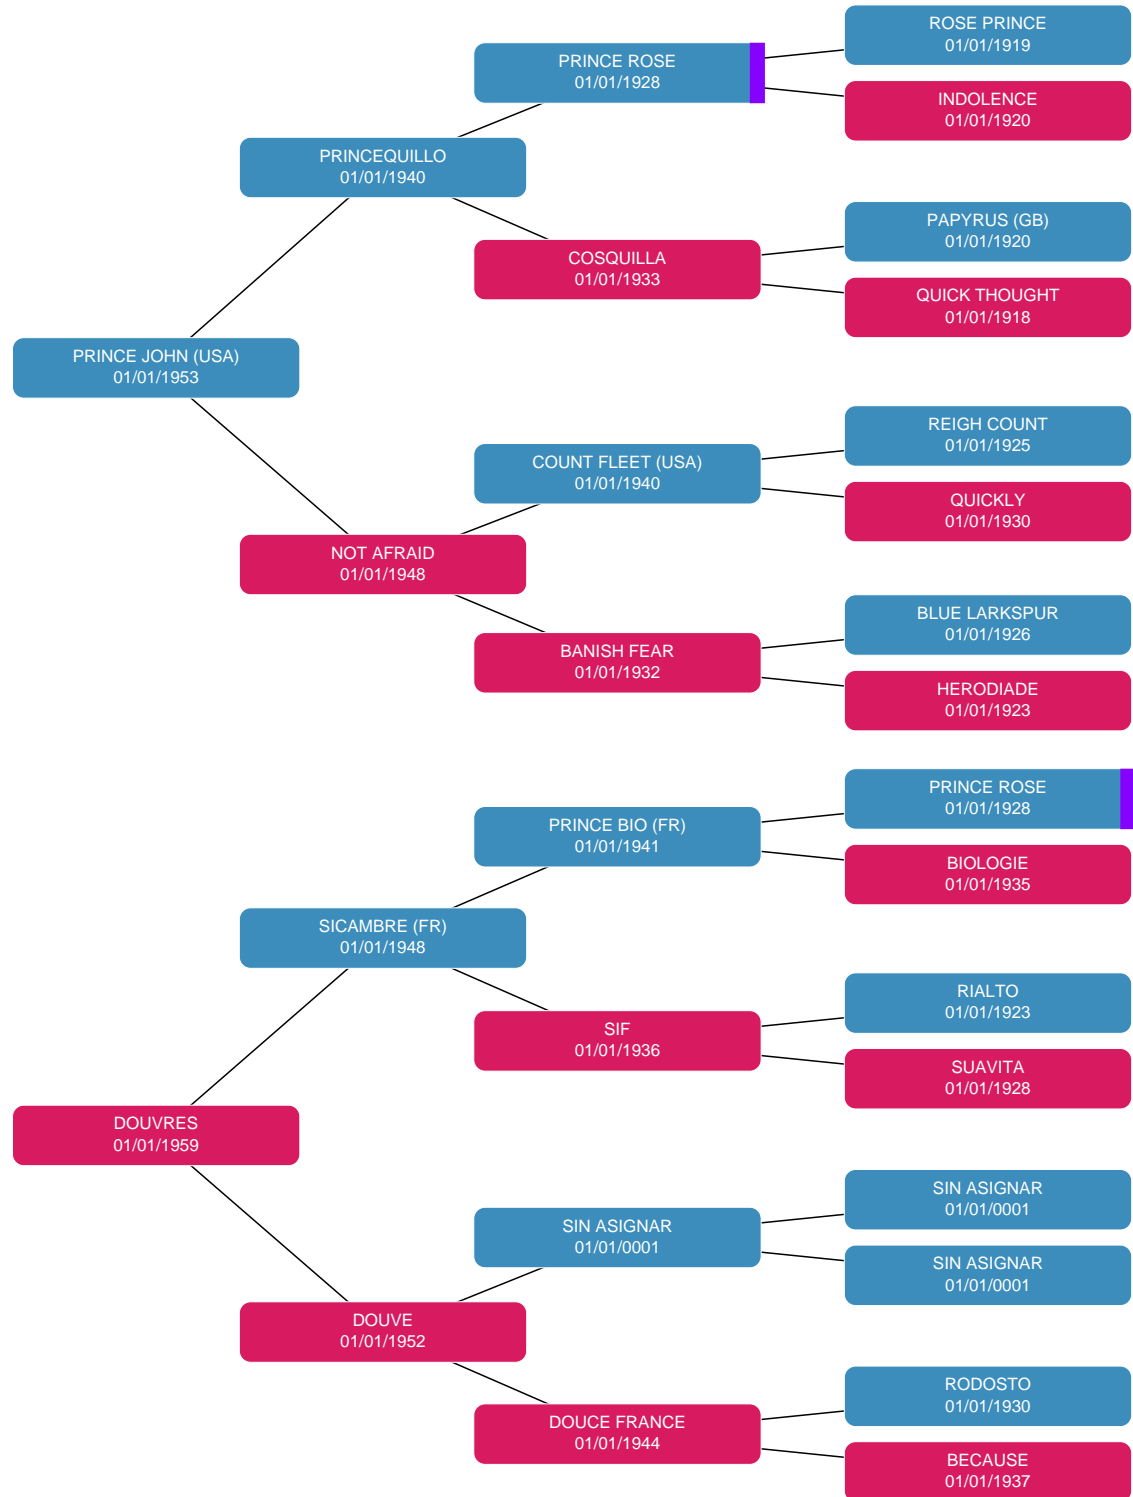 ROSE PRINCE
01/01/1919
PRINCE ROSE
01/01/1928
INDOLENCE
01/01/1920
PRINCEQUILLO
01/01/1940
PAPYRUS (GB)
01/01/1920
COSQUILLA
01/01/1933
QUICK THOUGHT
01/01/1918
PRINCE JOHN (USA)
01/01/1953
REIGH COUNT
01/01/1925
COUNT FLEET (USA)
01/01/1940
QUICKLY
01/01/1930
NOT AFRAID
01/01/1948
BLUE LARKSPUR
01/01/1926
BANISH FEAR
01/01/1932
HERODIADE
01/01/1923
PRINCE ROSE
01/01/1928
PRINCE BIO (FR)
01/01/1941
BIOLOGIE
01/01/1935
SICAMBRE (FR)
01/01/1948
RIALTO
01/01/1923
SIF
01/01/1936
SUAVITA
01/01/1928
DOUVRES
01/01/1959
SIN ASIGNAR
01/01/0001
SIN ASIGNAR
01/01/0001
SIN ASIGNAR
01/01/0001
DOUVE
01/01/1952
RODOSTO
01/01/1930
DOUCE FRANCE
01/01/1944
BECAUSE
01/01/1937